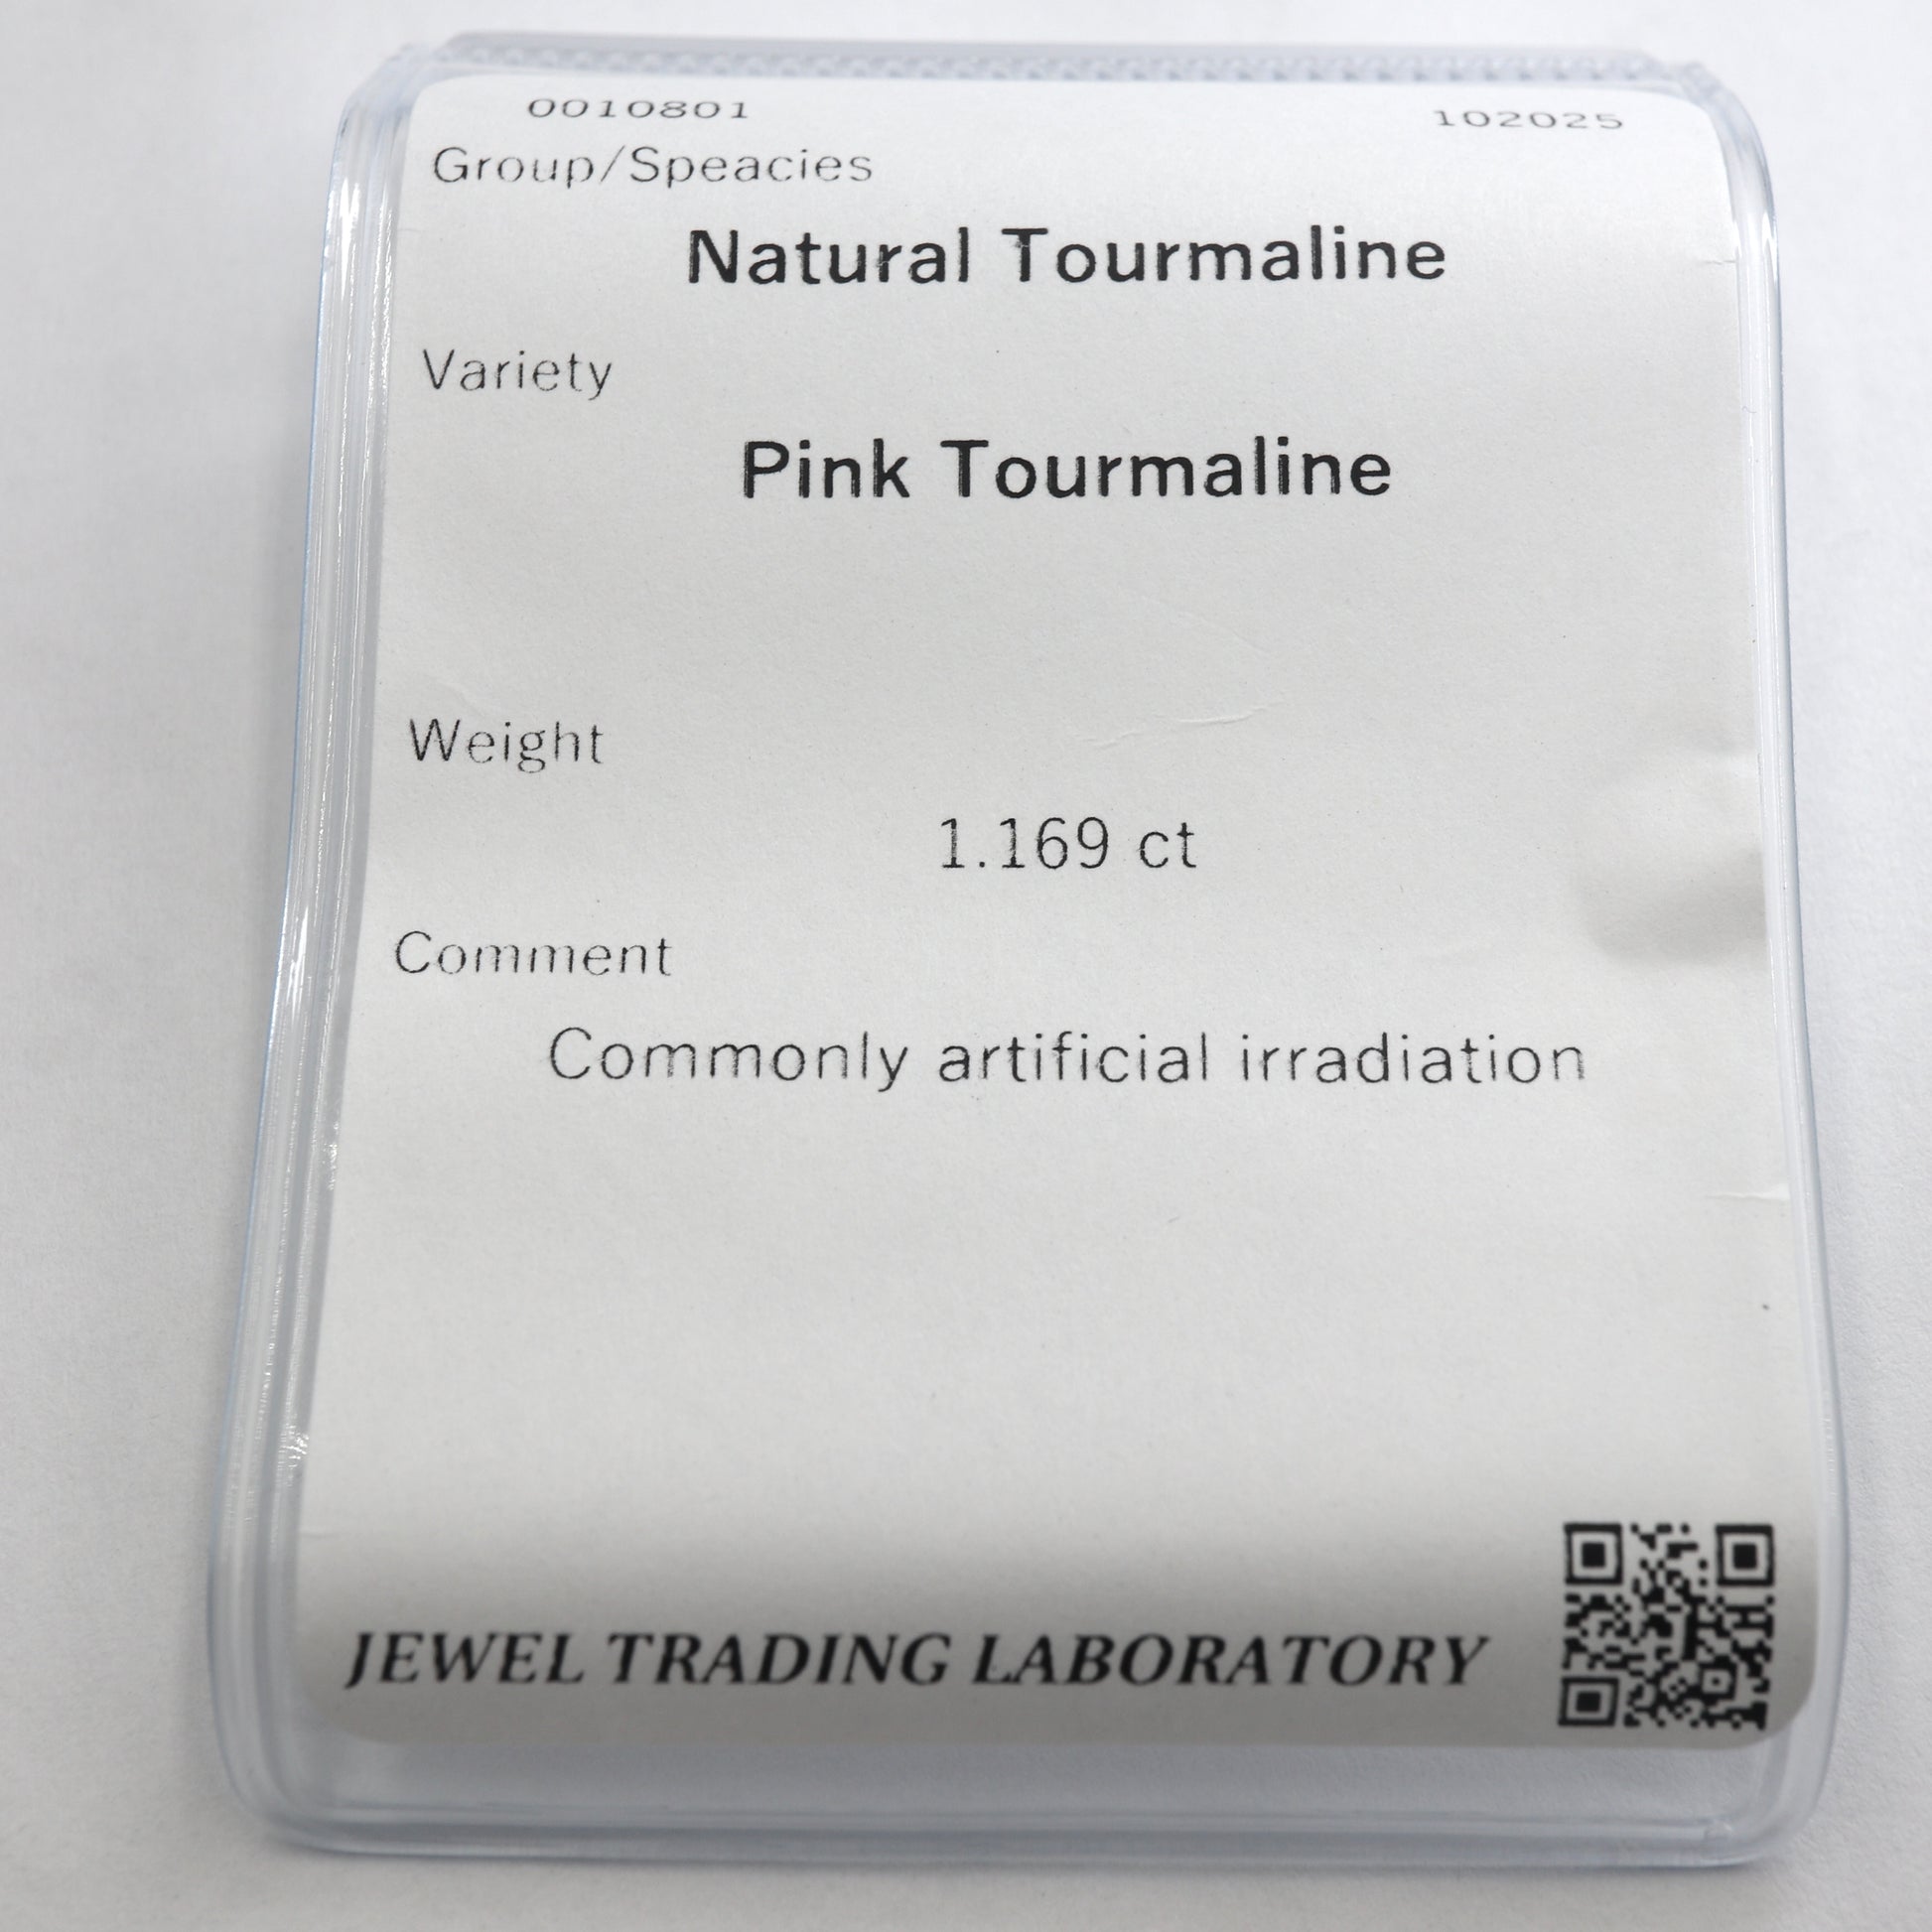 0010801 102025
Group/Speacies
Natural Tourmaline
Variety
Pink Tourmaline
Weight
1.169 ct
Comment
Commonly artificial irradiation
JEWEL TRADING LABORATORY